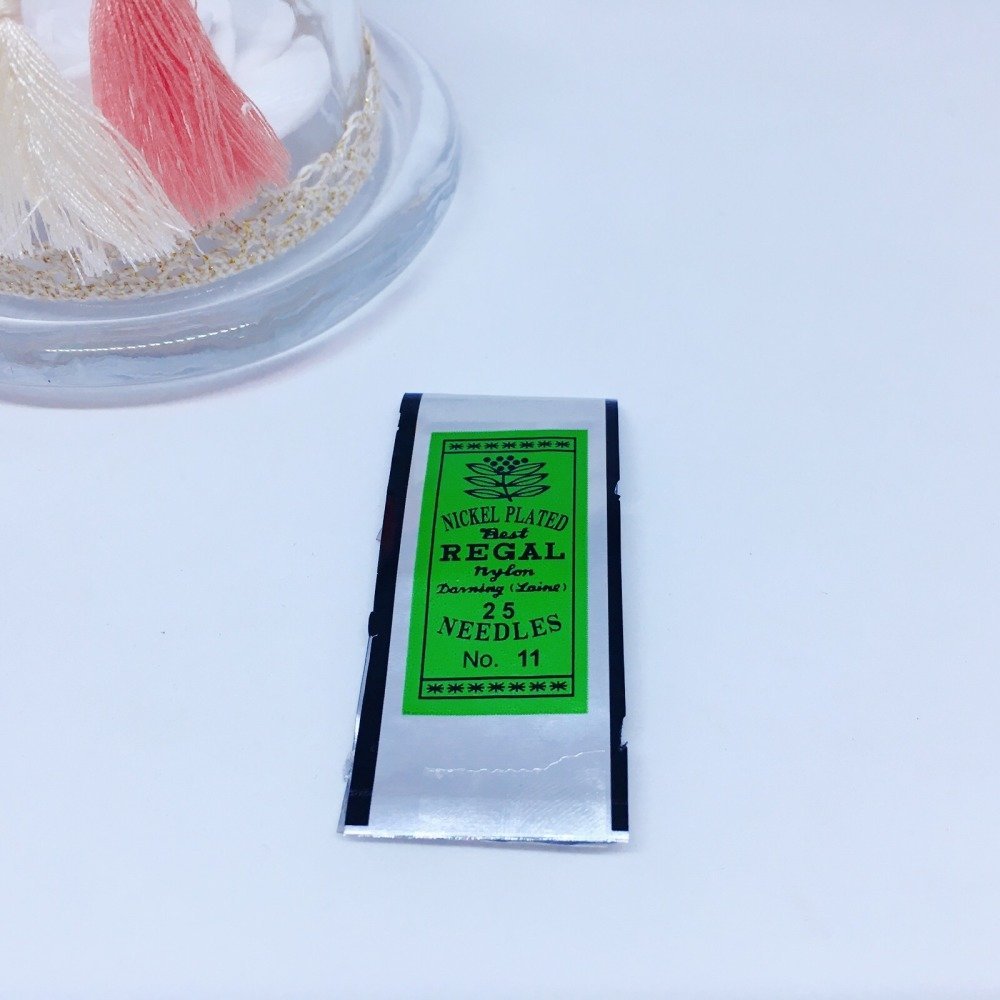 NICKEL PLATED
Best
REGAL
Nylon
Darning (Laine)
25
NEEDLES
No. 11